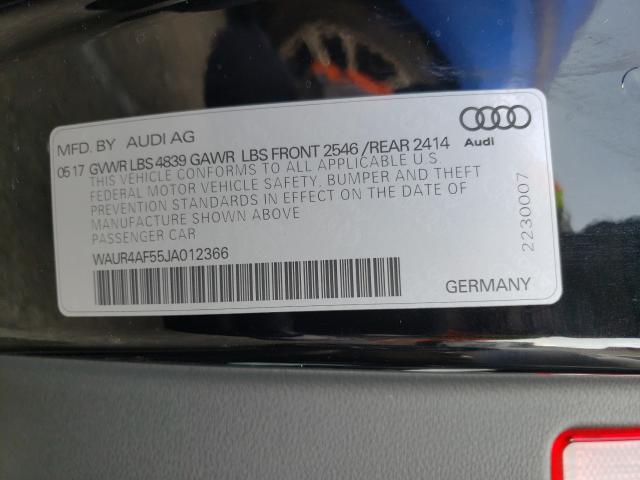 MFD. BY AUDI AG
Audi
0517 GVWR LBS 4839 GAWR LBS FRONT 2546 /REAR 2414
THIS VEHICLE CONFORMS TO ALL APPLICABLE U.S.
FEDERAL MOTOR VEHICLE SAFETY, BUMPER AND THEFT
PREVENTION STANDARDS IN EFFECT ON THE DATE OF
MANUFACTURE SHOWN ABOVE
PASSENGER CAR
WAUR4AF55JA012366
GERMANY
2230007